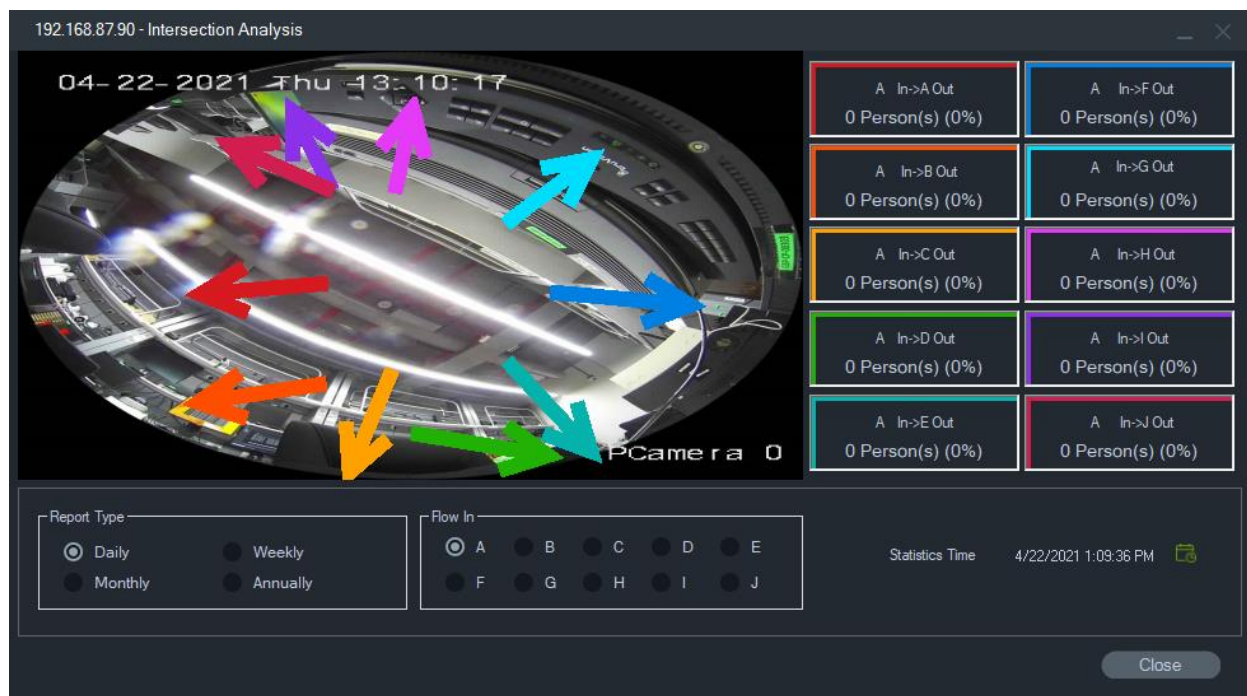 192.168.87.90 - Intersection Analysis
04-22-2021 Thu 13:10:17
PCamera 0
A In->A Out
0 Person(s) (0%)
A In->F Out
0 Person(s) (0%)
A In->B Out
0 Person(s) (0%)
A In->G Out
0 Person(s) (0%)
A In->C Out
0 Person(s) (0%)
A In->H Out
0 Person(s) (0%)
A In->D Out
0 Person(s) (0%)
A In->I Out
0 Person(s) (0%)
A In->E Out
0 Person(s) (0%)
A In->J Out
0 Person(s) (0%)
Report Type
Daily Weekly
Monthly Annually
Flow In
A B C D E
F G H I J
Statistics Time 4/22/2021 1:09:36 PM
Close